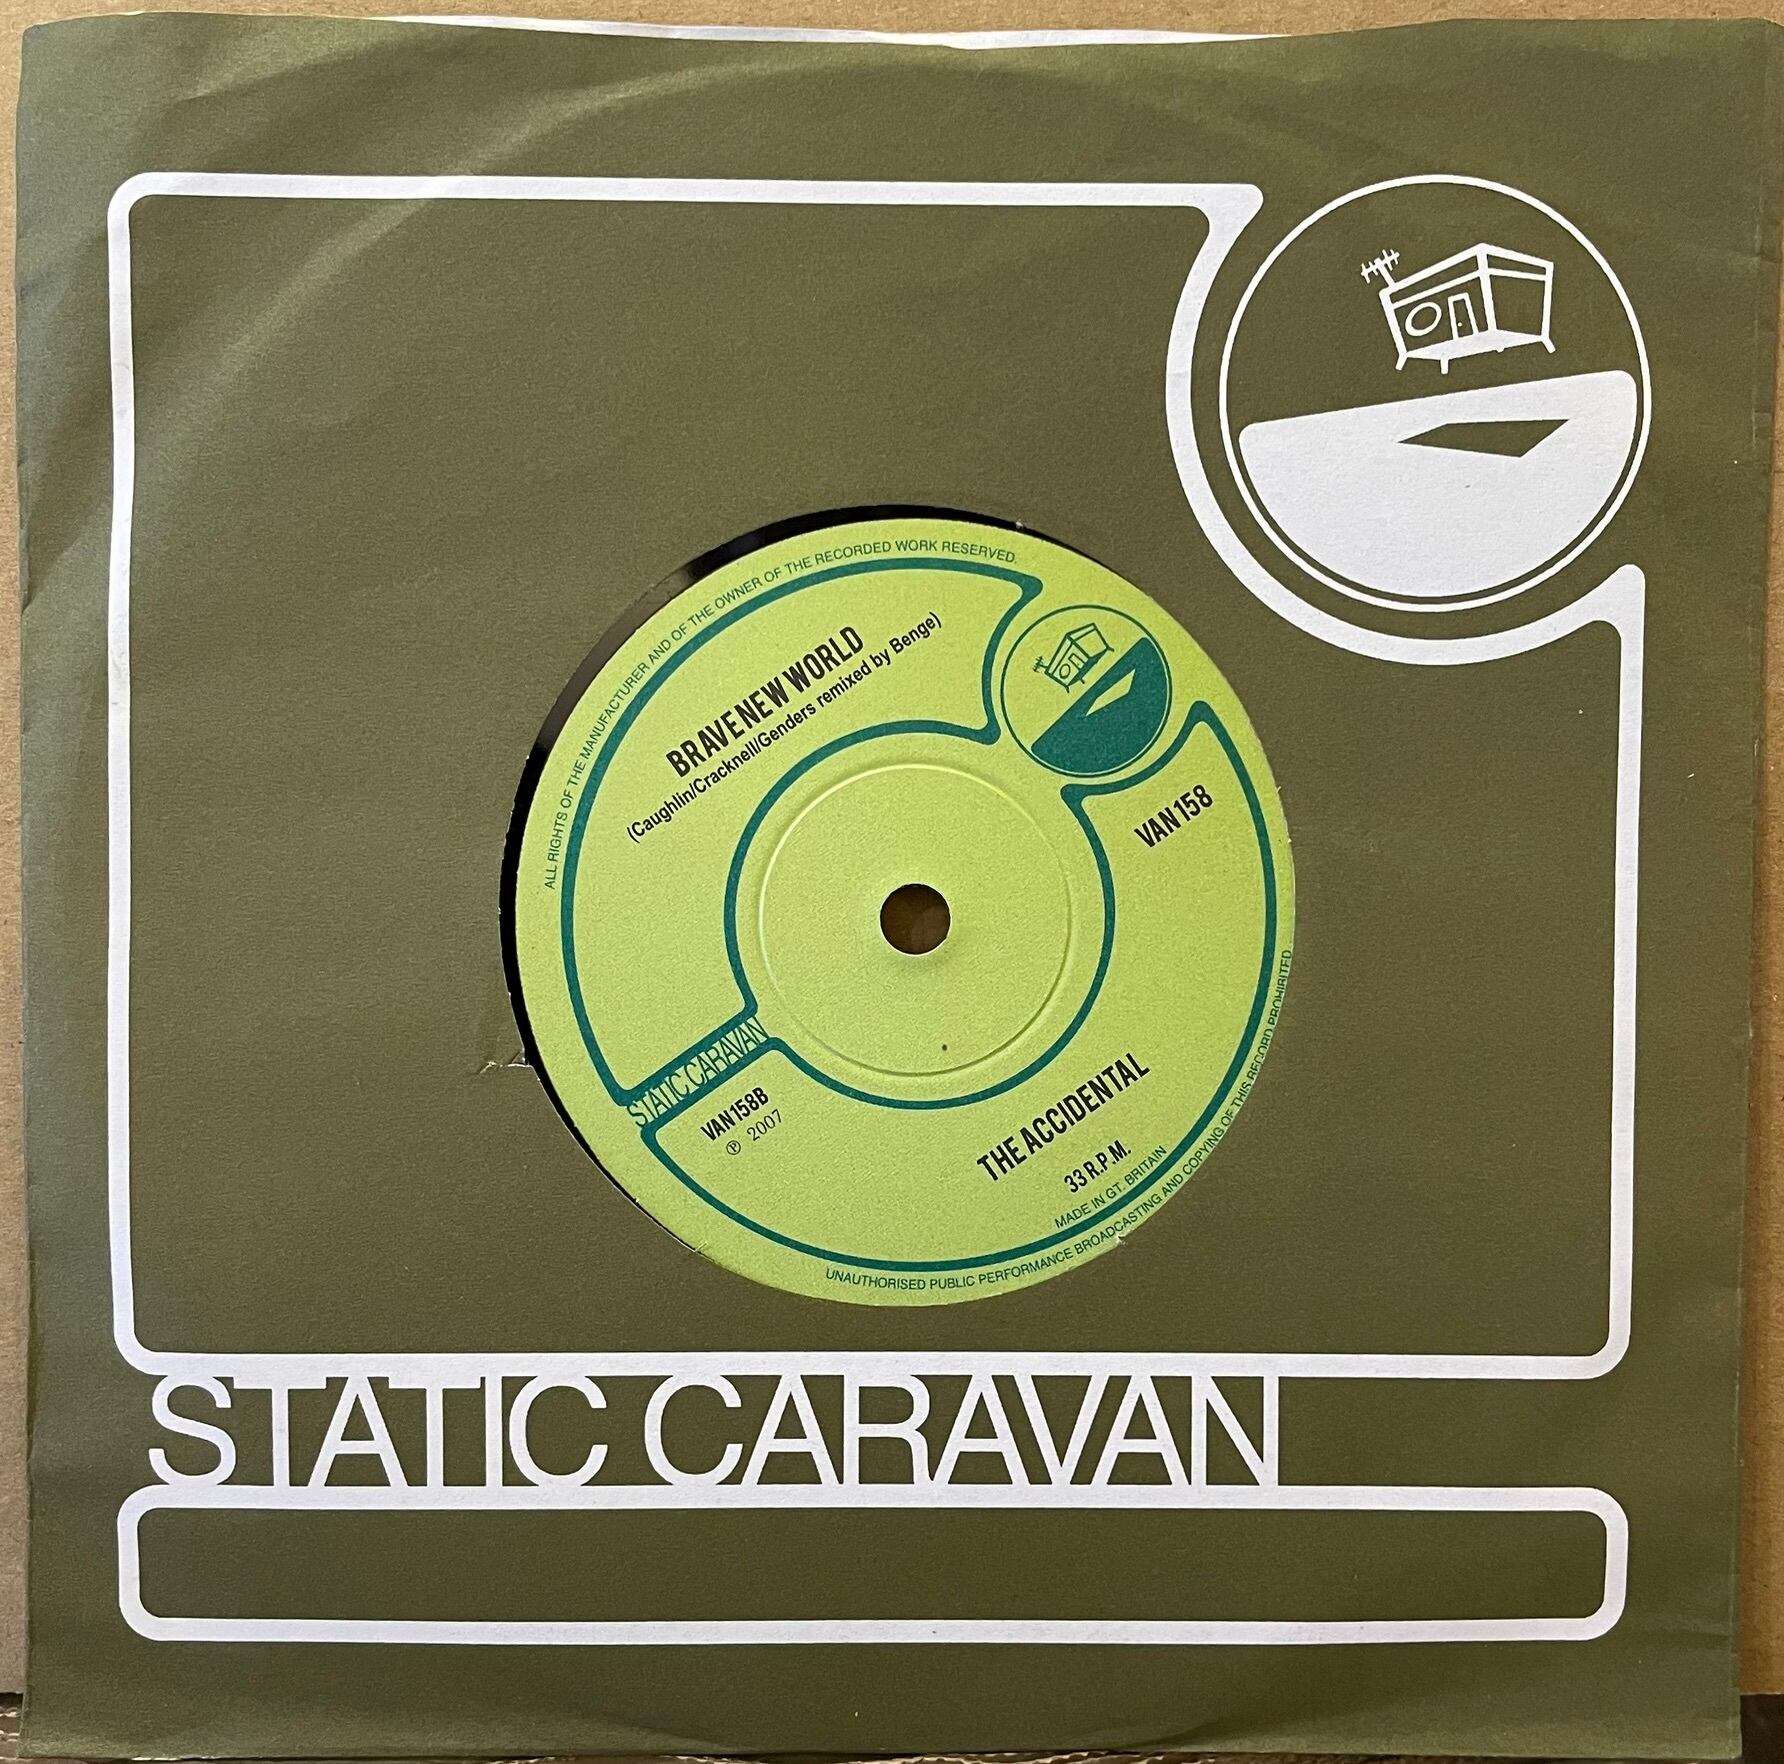 ALL RIGHTS OF THE MANUFACTURER AND OF THE OWNER OF THE RECORDED WORK RESERVED.
BRAVE NEW WORLD
(Caughlin/Cracknell/Genders remixed by Benge)
VAN158
STATIC CARAVAN
VAN158B
℗ 2007
THE ACCIDENTAL
33 R.P.M.
MADE IN GT. BRITAIN
UNAUTHORISED PUBLIC PERFORMANCE BROADCASTING AND COPYING OF THIS RECORD PROHIBITED.
STATIC CARAVAN